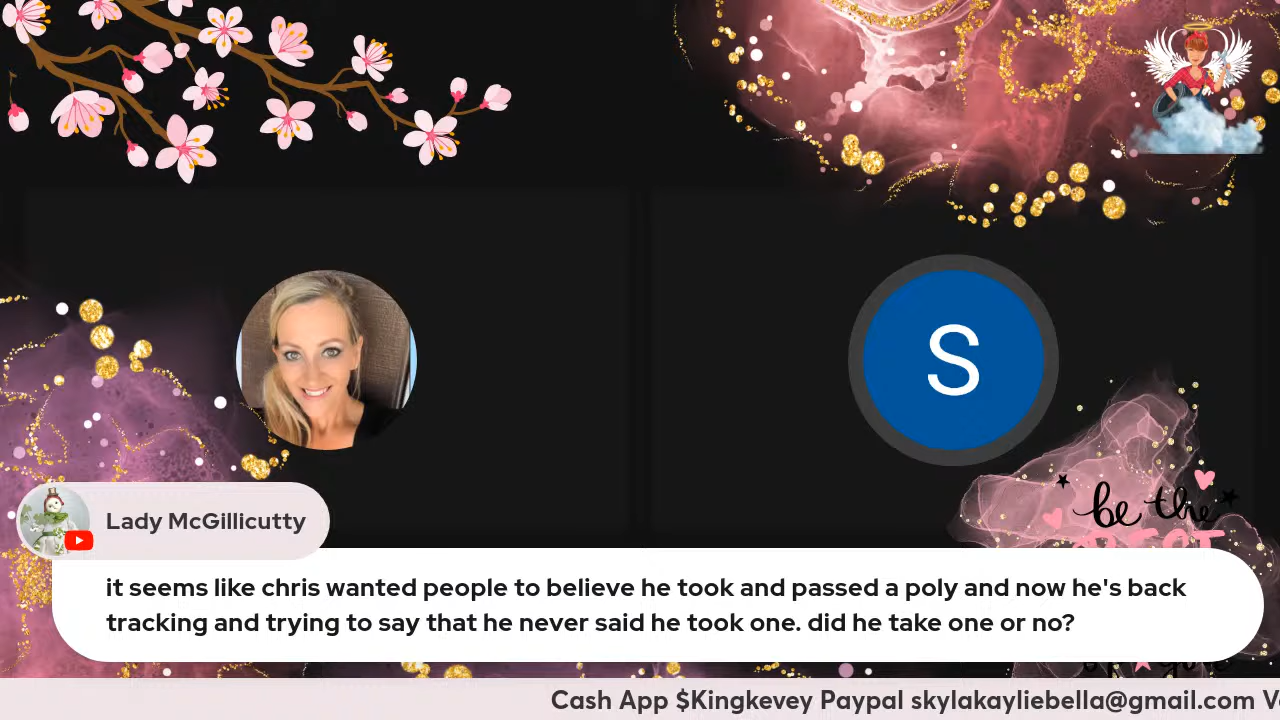 S
be the
Lady McGillicutty
it seems like chris wanted people to believe he took and passed a poly and now he's back
tracking and trying to say that he never said he took one. did he take one or no?
Cash App $Kingkevey Paypal skylakayliebella@gmail.com V